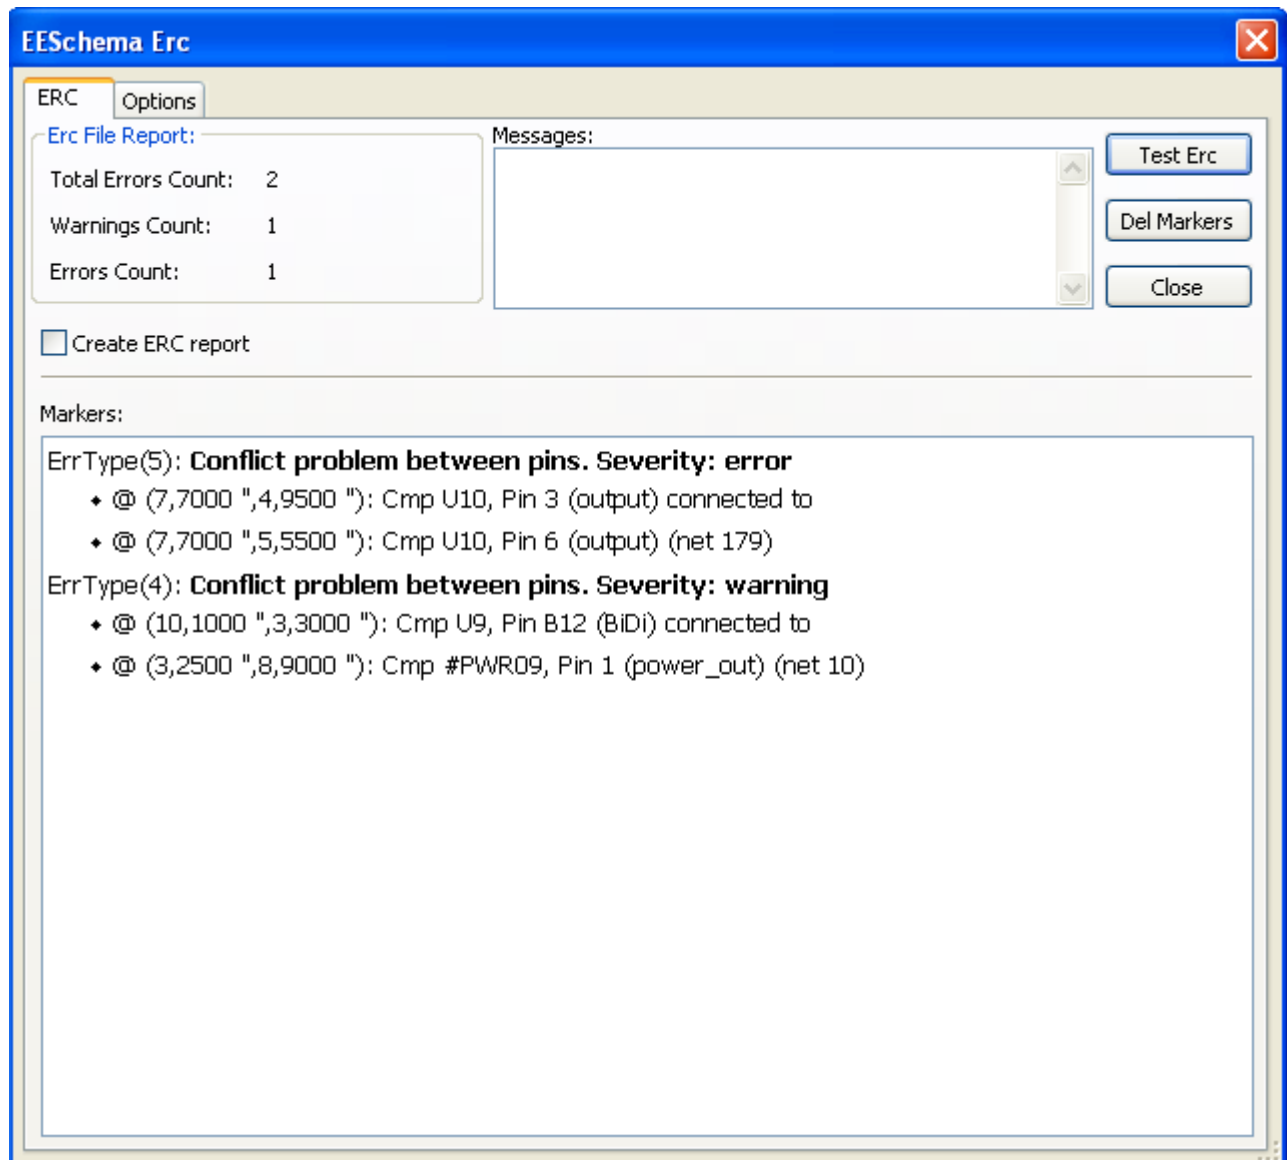 EESchema Erc
ERC Options
Erc File Report:
Total Errors Count: 2
Warnings Count: 1
Errors Count: 1
Messages:
Test Erc
Del Markers
Close
Create ERC report
Markers:
ErrType(5): Conflict problem between pins. Severity: error
◆ @ (7,7000 ",4,9500 "): Cmp U10, Pin 3 (output) connected to
◆ @ (7,7000 ",5,5500 "): Cmp U10, Pin 6 (output) (net 179)
ErrType(4): Conflict problem between pins. Severity: warning
◆ @ (10,1000 ",3,3000 "): Cmp U9, Pin B12 (BiDi) connected to
◆ @ (3,2500 ",8,9000 "): Cmp #PWR09, Pin 1 (power_out) (net 10)